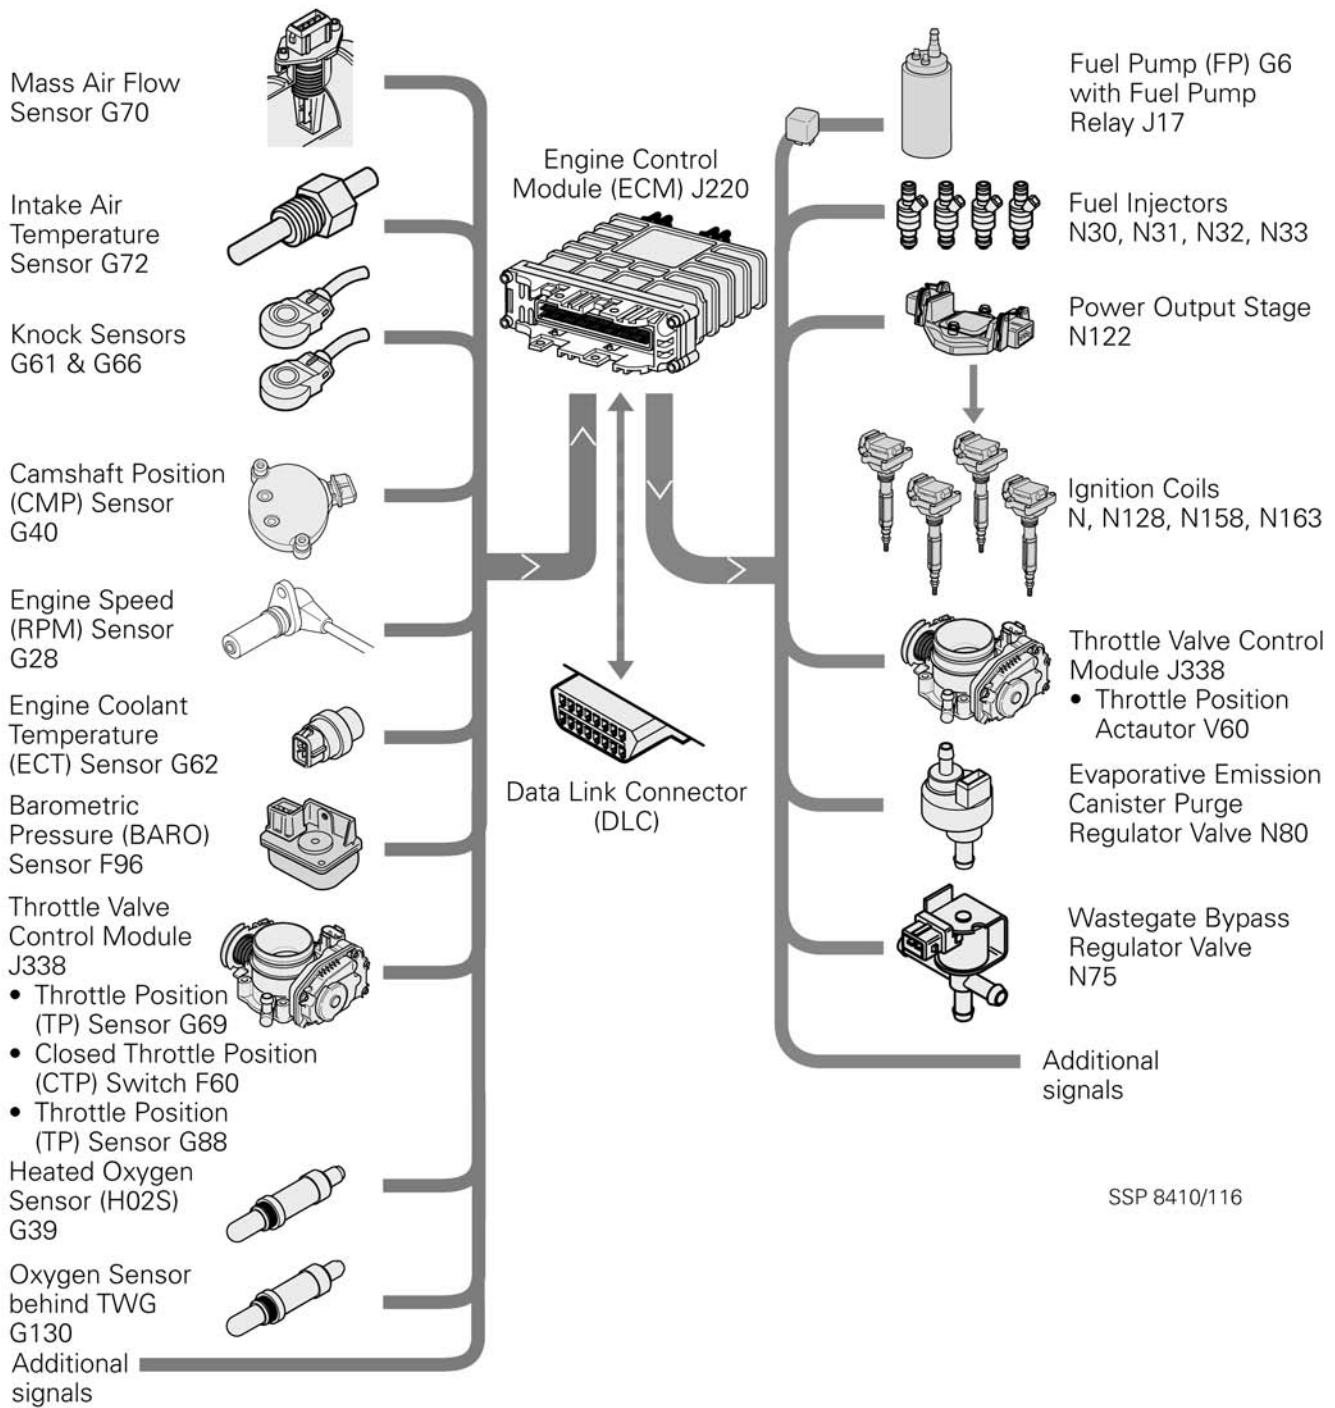 Mass Air Flow
Sensor G70
Intake Air
Temperature
Sensor G72
Knock Sensors
G61 & G66
Camshaft Position
(CMP) Sensor
G40
Engine Speed
(RPM) Sensor
G28
Engine Coolant
Temperature
(ECT) Sensor G62
Barometric
Pressure (BARO)
Sensor F96
Throttle Valve
Control Module
J338
• Throttle Position
(TP) Sensor G69
• Closed Throttle Position
(CTP) Switch F60
• Throttle Position
(TP) Sensor G88
Heated Oxygen
Sensor (H02S)
G39
Oxygen Sensor
behind TWG
G130
Additional
signals
Engine Control
Module (ECM) J220
Data Link Connector
(DLC)
Fuel Pump (FP) G6
with Fuel Pump
Relay J17
Fuel Injectors
N30, N31, N32, N33
Power Output Stage
N122
Ignition Coils
N, N128, N158, N163
Throttle Valve Control
Module J338
• Throttle Position
Actautor V60
Evaporative Emission
Canister Purge
Regulator Valve N80
Wastegate Bypass
Regulator Valve
N75
Additional
signals
SSP 8410/116